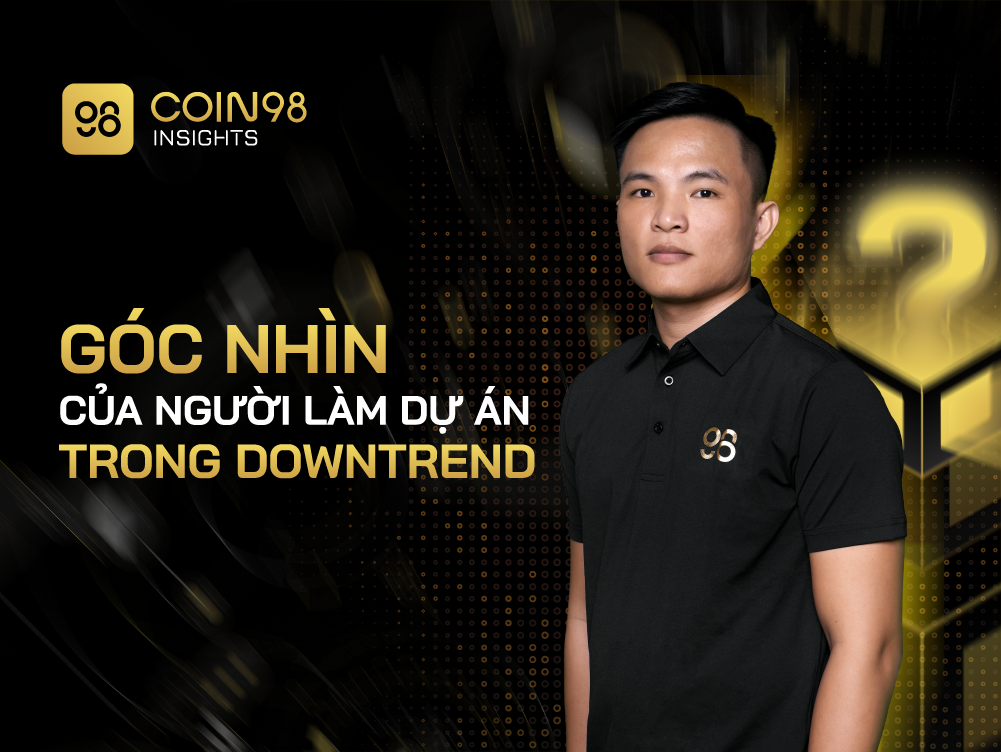 98 COIN98
INSIGHTS
GÓC NHÌN
CỦA NGƯỜI LÀM DỰ ÁN
TRONG DOWNTREND
98